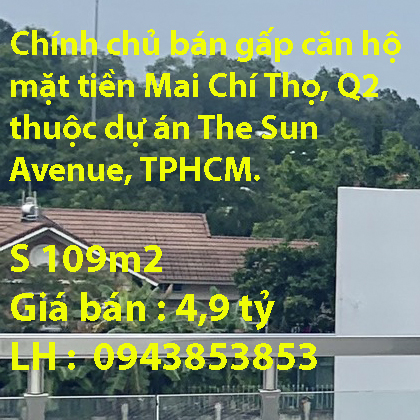 Chính chủ bán gấp căn hộ
mặt tiền Mai Chí Thọ, Q2
thuộc dự án The Sun
Avenue, TPHCM.
S 109m2
Giá bán : 4,9 tỷ
LH : 0943853853